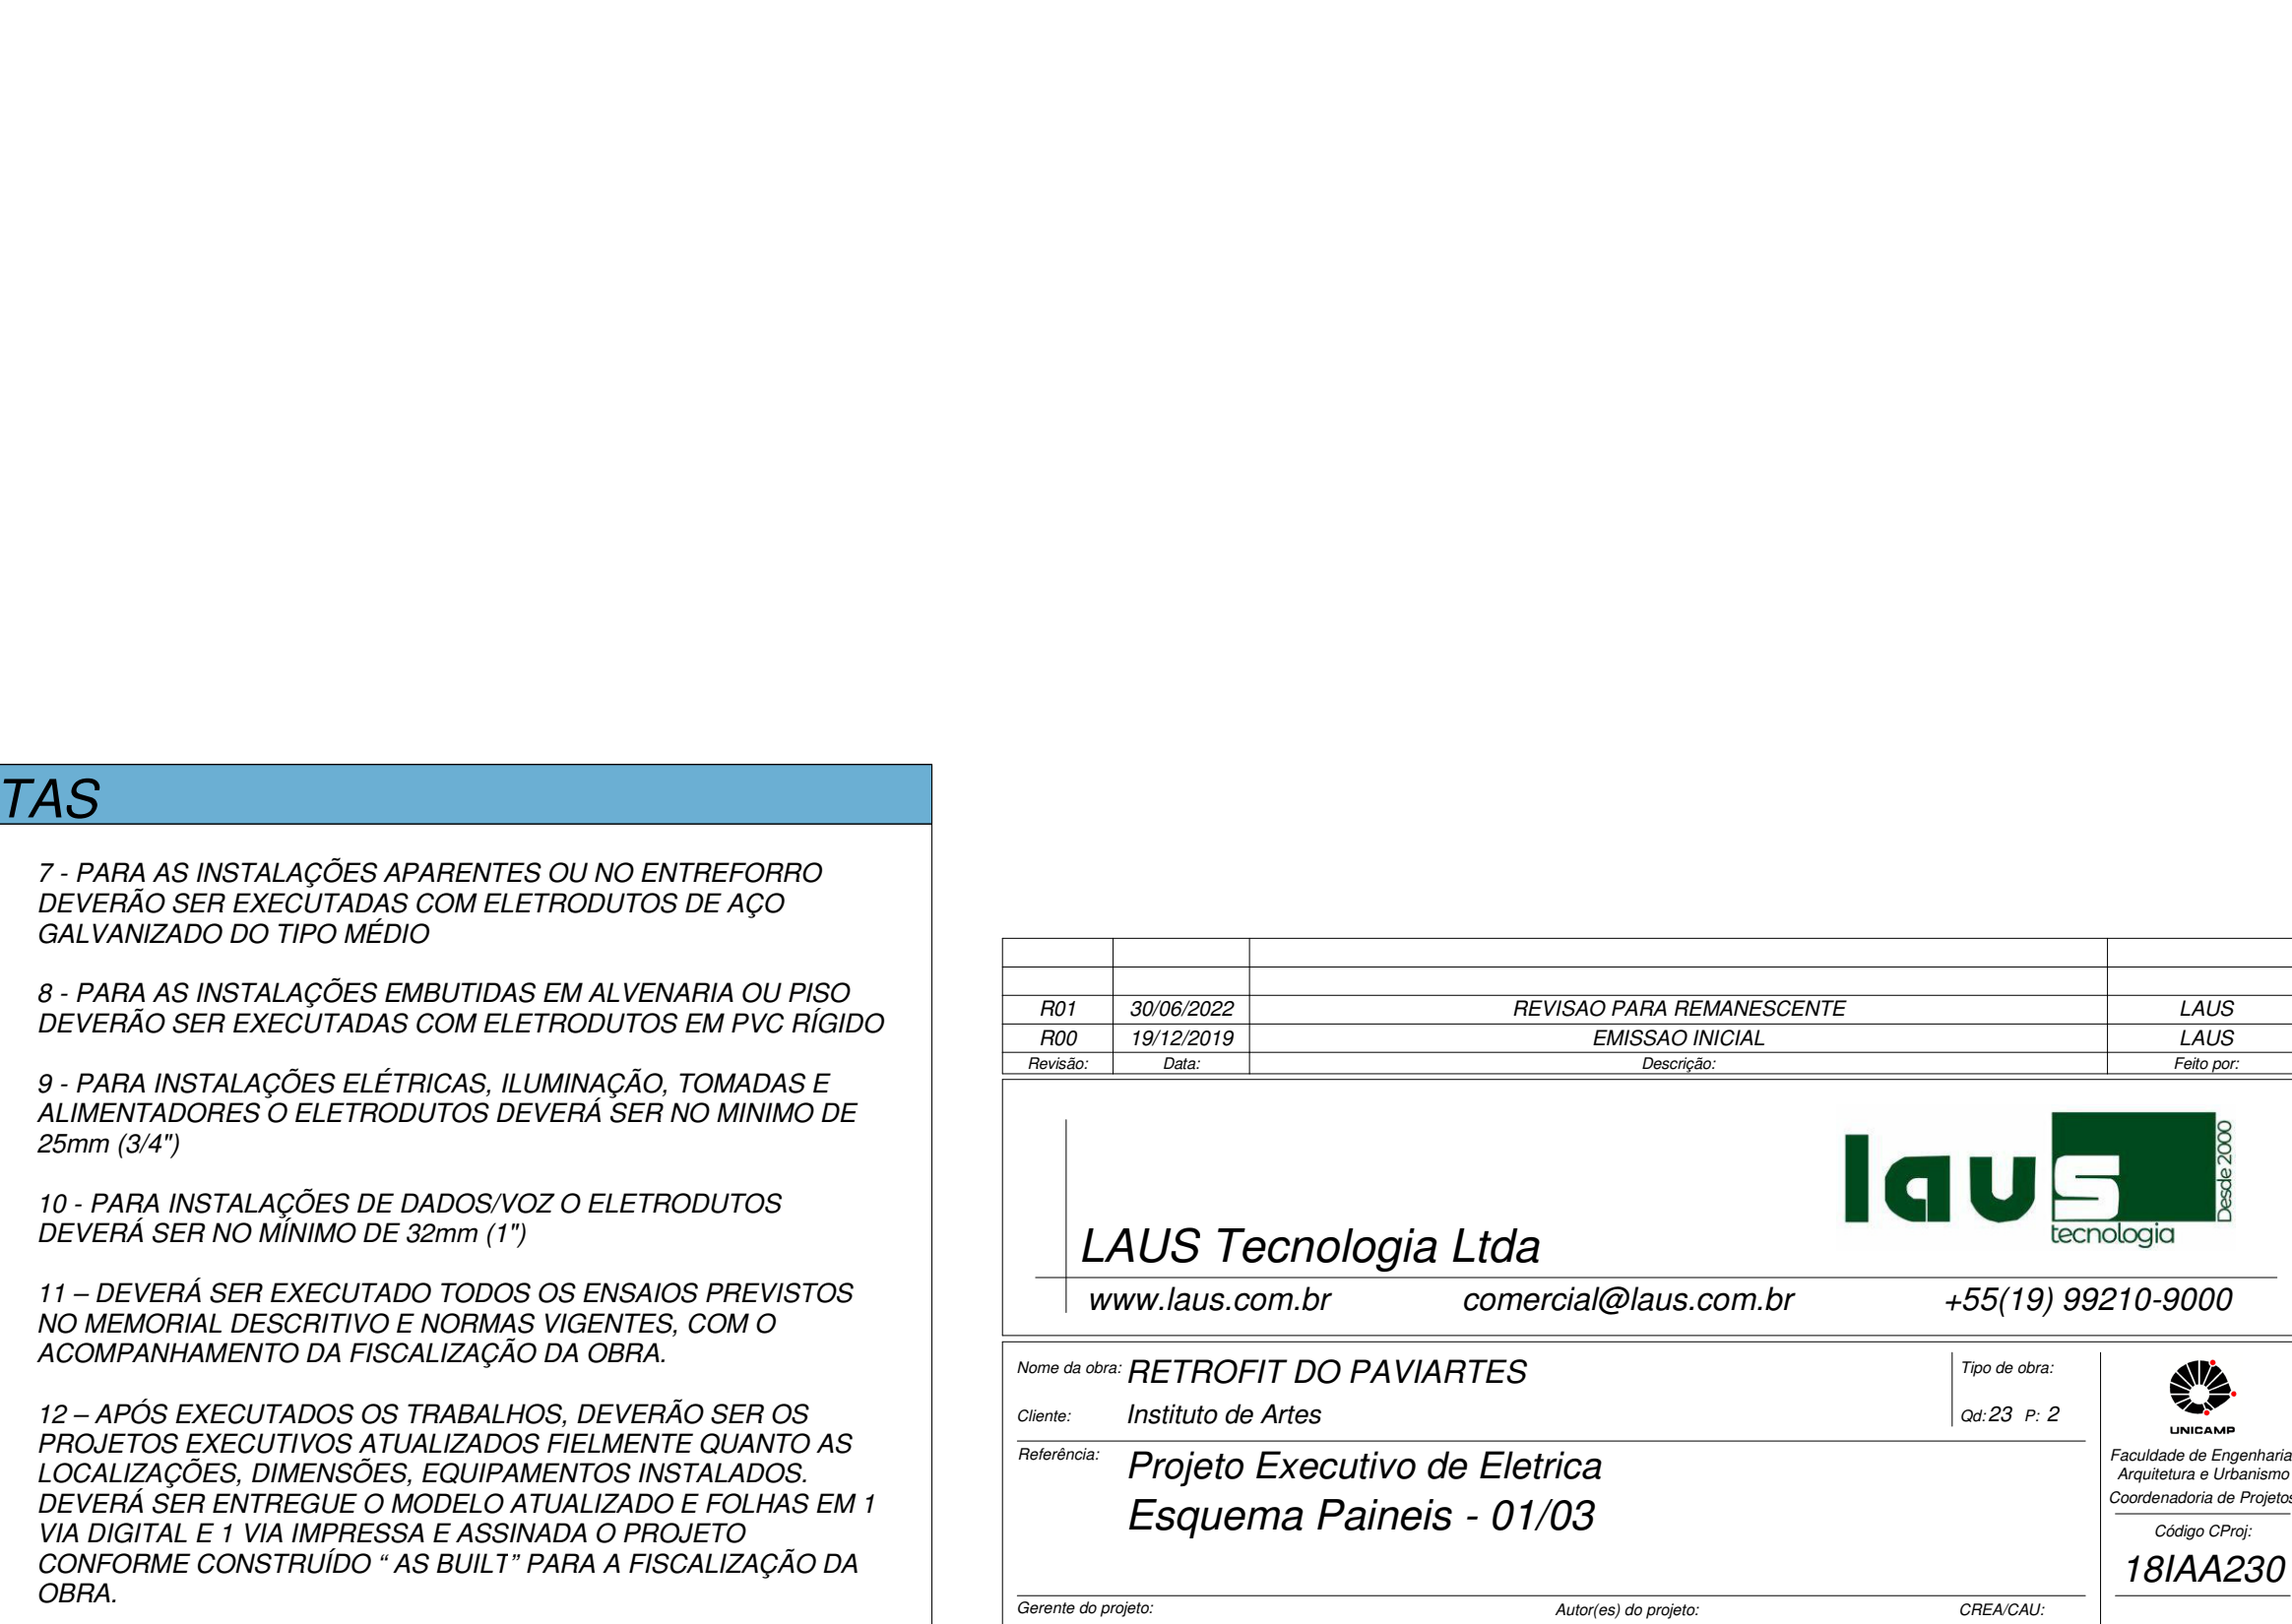 TAS
7 - PARA AS INSTALAÇÕES APARENTES OU NO ENTREFORRO
DEVERÃO SER EXECUTADAS COM ELETRODUTOS DE AÇO
GALVANIZADO DO TIPO MÉDIO
8 - PARA AS INSTALAÇÕES EMBUTIDAS EM ALVENARIA OU PISO
DEVERÃO SER EXECUTADAS COM ELETRODUTOS EM PVC RÍGIDO
9 - PARA INSTALAÇÕES ELÉTRICAS, ILUMINAÇÃO, TOMADAS E
ALIMENTADORES O ELETRODUTOS DEVERÁ SER NO MINIMO DE
25mm (3/4")
10 - PARA INSTALAÇÕES DE DADOS/VOZ O ELETRODUTOS
DEVERÁ SER NO MÍNIMO DE 32mm (1")
11 – DEVERÁ SER EXECUTADO TODOS OS ENSAIOS PREVISTOS
NO MEMORIAL DESCRITIVO E NORMAS VIGENTES, COM O
ACOMPANHAMENTO DA FISCALIZAÇÃO DA OBRA.
12 – APÓS EXECUTADOS OS TRABALHOS, DEVERÃO SER OS
PROJETOS EXECUTIVOS ATUALIZADOS FIELMENTE QUANTO AS
LOCALIZAÇÕES, DIMENSÕES, EQUIPAMENTOS INSTALADOS.
DEVERÁ SER ENTREGUE O MODELO ATUALIZADO E FOLHAS EM 1
VIA DIGITAL E 1 VIA IMPRESSA E ASSINADA O PROJETO
CONFORME CONSTRUÍDO “ AS BUILT” PARA A FISCALIZAÇÃO DA
OBRA.
R01 30/06/2022 REVISAO PARA REMANESCENTE LAUS
R00 19/12/2019 EMISSAO INICIAL LAUS
Revisão: Data: Descrição: Feito por:
laus
tecnologia
Desde 2000
LAUS Tecnologia Ltda
www.laus.com.br comercial@laus.com.br +55(19) 99210-9000
Nome da obra: RETROFIT DO PAVIARTES
Tipo de obra:
Cliente: Instituto de Artes
Qd: 23 P: 2
Referência: Projeto Executivo de Eletrica
Esquema Paineis - 01/03
UNICAMP
Faculdade de Engenharia
Arquitetura e Urbanismo
Coordenadoria de Projetos
Código CProj:
18IAA230
Gerente do projeto: Autor(es) do projeto: CREA/CAU: